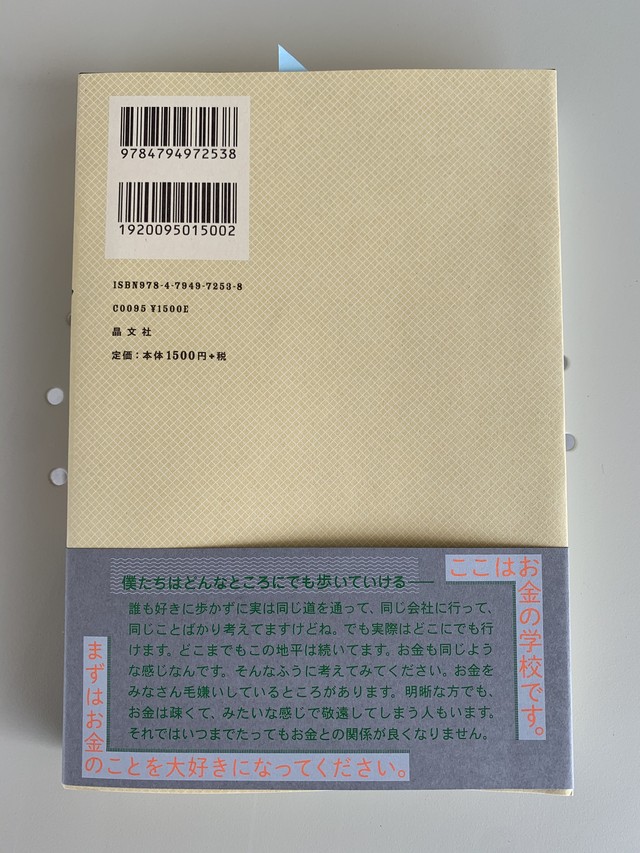 9784794972538
1920095015002
ISBN978-4-7949-7253-8
C0095 ¥1500E
晶文社
定価：本体1500円+税
ここはお金の学校です。
僕たちはどんなところにでも歩いていける——
誰も好きに歩かずに実は同じ道を通って、同じ会社に行って、
同じことばかり考えてますけどね。でも実際はどこにでも行
けます。どこまでもこの地平は続いてます。お金も同じよう
な感じなんです。そんなふうに考えてみてください。お金を
みなさん毛嫌いしているところがあります。明晰な方でも、
お金は疎くて、みたいな感じで敬遠してしまう人もいます。
それではいつまでたってもお金との関係が良くなりません。
まずはお金のことを大好きになってください。